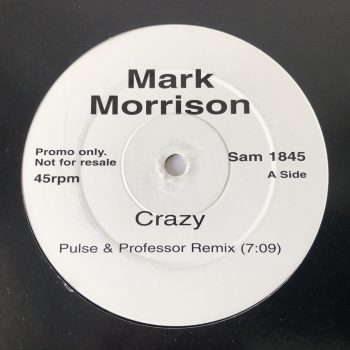 Mark
Morrison
Promo only.
Not for resale
45rpm
Sam 1845
A Side
Crazy
Pulse & Professor Remix (7:09)